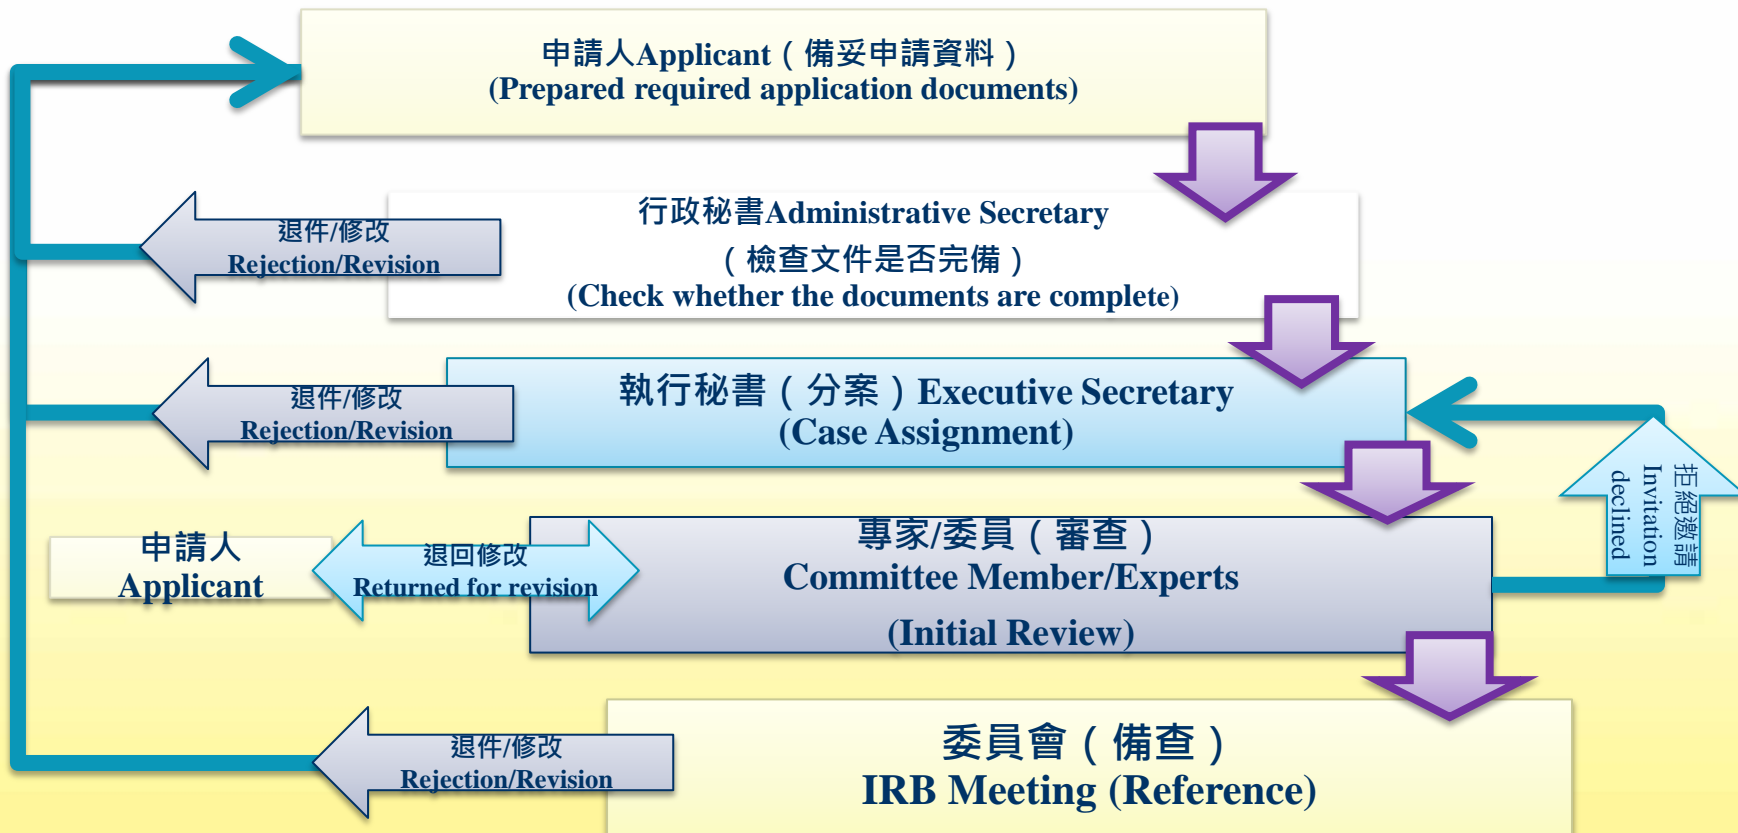 申請人Applicant（備妥申請資料）
(Prepared required application documents)
行政秘書Administrative Secretary
（檢查文件是否完備）
(Check whether the documents are complete)
退件/修改
Rejection/Revision
執行秘書（分案）Executive Secretary
(Case Assignment)
退件/修改
Rejection/Revision
拒絕邀請
Invitation
declined
專家/委員（審查）
Committee Member/Experts
(Initial Review)
退回修改
Returned for revision
申請人
Applicant
委員會（備查）
IRB Meeting (Reference)
退件/修改
Rejection/Revision